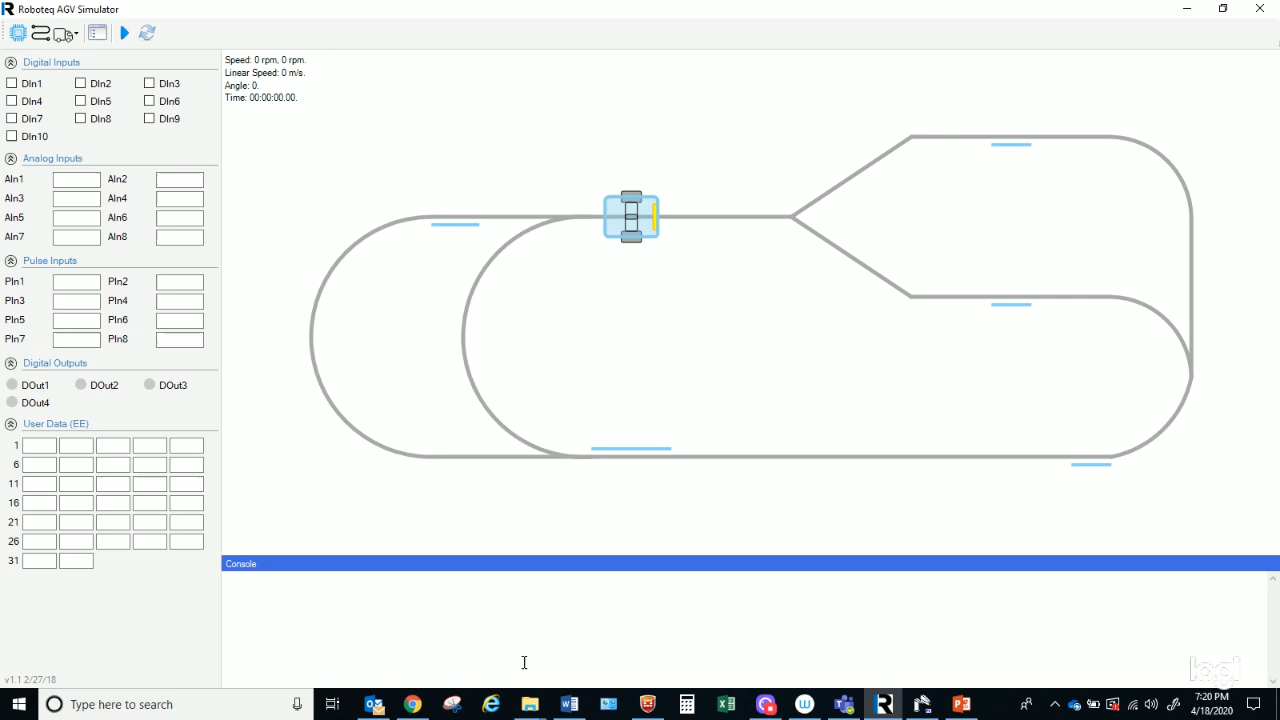 Roboteq AGV Simulator
Digital Inputs
DIn1 DIn2 DIn3
DIn4 DIn5 DIn6
DIn7 DIn8 DIn9
DIn10
Analog Inputs
AIn1 AIn2
AIn3 AIn4
AIn5 AIn6
AIn7 AIn8
Pulse Inputs
PIn1 PIn2
PIn3 PIn4
PIn5 PIn6
PIn7 PIn8
Digital Outputs
DOut1 DOut2 DOut3
DOut4
User Data (EE)
1
6
11
16
21
26
31
v1.1 2/27/18
Speed: 0 rpm, 0 rpm.
Linear Speed: 0 m/s.
Angle: 0.
Time: 00:00:00.00.
Console
logi
Type here to search
7:20 PM
4/18/2020